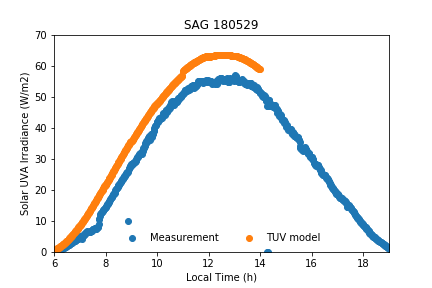 SAG 180529
Solar UVA Irradiance (W/m2)
70
60
50
40
30
20
10
0
Measurement
TUV model
6 8 10 12 14 16 18
Local Time (h)